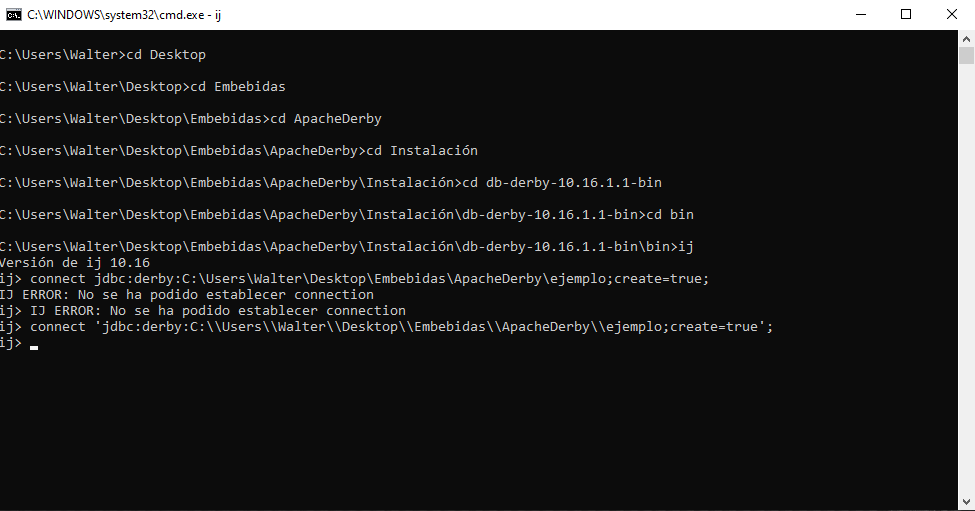 C:\WINDOWS\system32\cmd.exe - ij
C:\Users\Walter>cd Desktop
C:\Users\Walter\Desktop>cd Embebidas
C:\Users\Walter\Desktop\Embebidas>cd ApacheDerby
C:\Users\Walter\Desktop\Embebidas\ApacheDerby>cd Instalación
C:\Users\Walter\Desktop\Embebidas\ApacheDerby\Instalación>cd db-derby-10.16.1.1-bin
C:\Users\Walter\Desktop\Embebidas\ApacheDerby\Instalación\db-derby-10.16.1.1-bin>cd bin
C:\Users\Walter\Desktop\Embebidas\ApacheDerby\Instalación\db-derby-10.16.1.1-bin\bin>ij
Versión de ij 10.16
ij> connect jdbc:derby:C:\Users\Walter\Desktop\Embebidas\ApacheDerby\ejemplo;create=true;
IJ ERROR: No se ha podido establecer connection
ij> IJ ERROR: No se ha podido establecer connection
ij> connect 'jdbc:derby:C:\\Users\\Walter\\Desktop\\Embebidas\\ApacheDerby\\ejemplo;create=true';
ij>